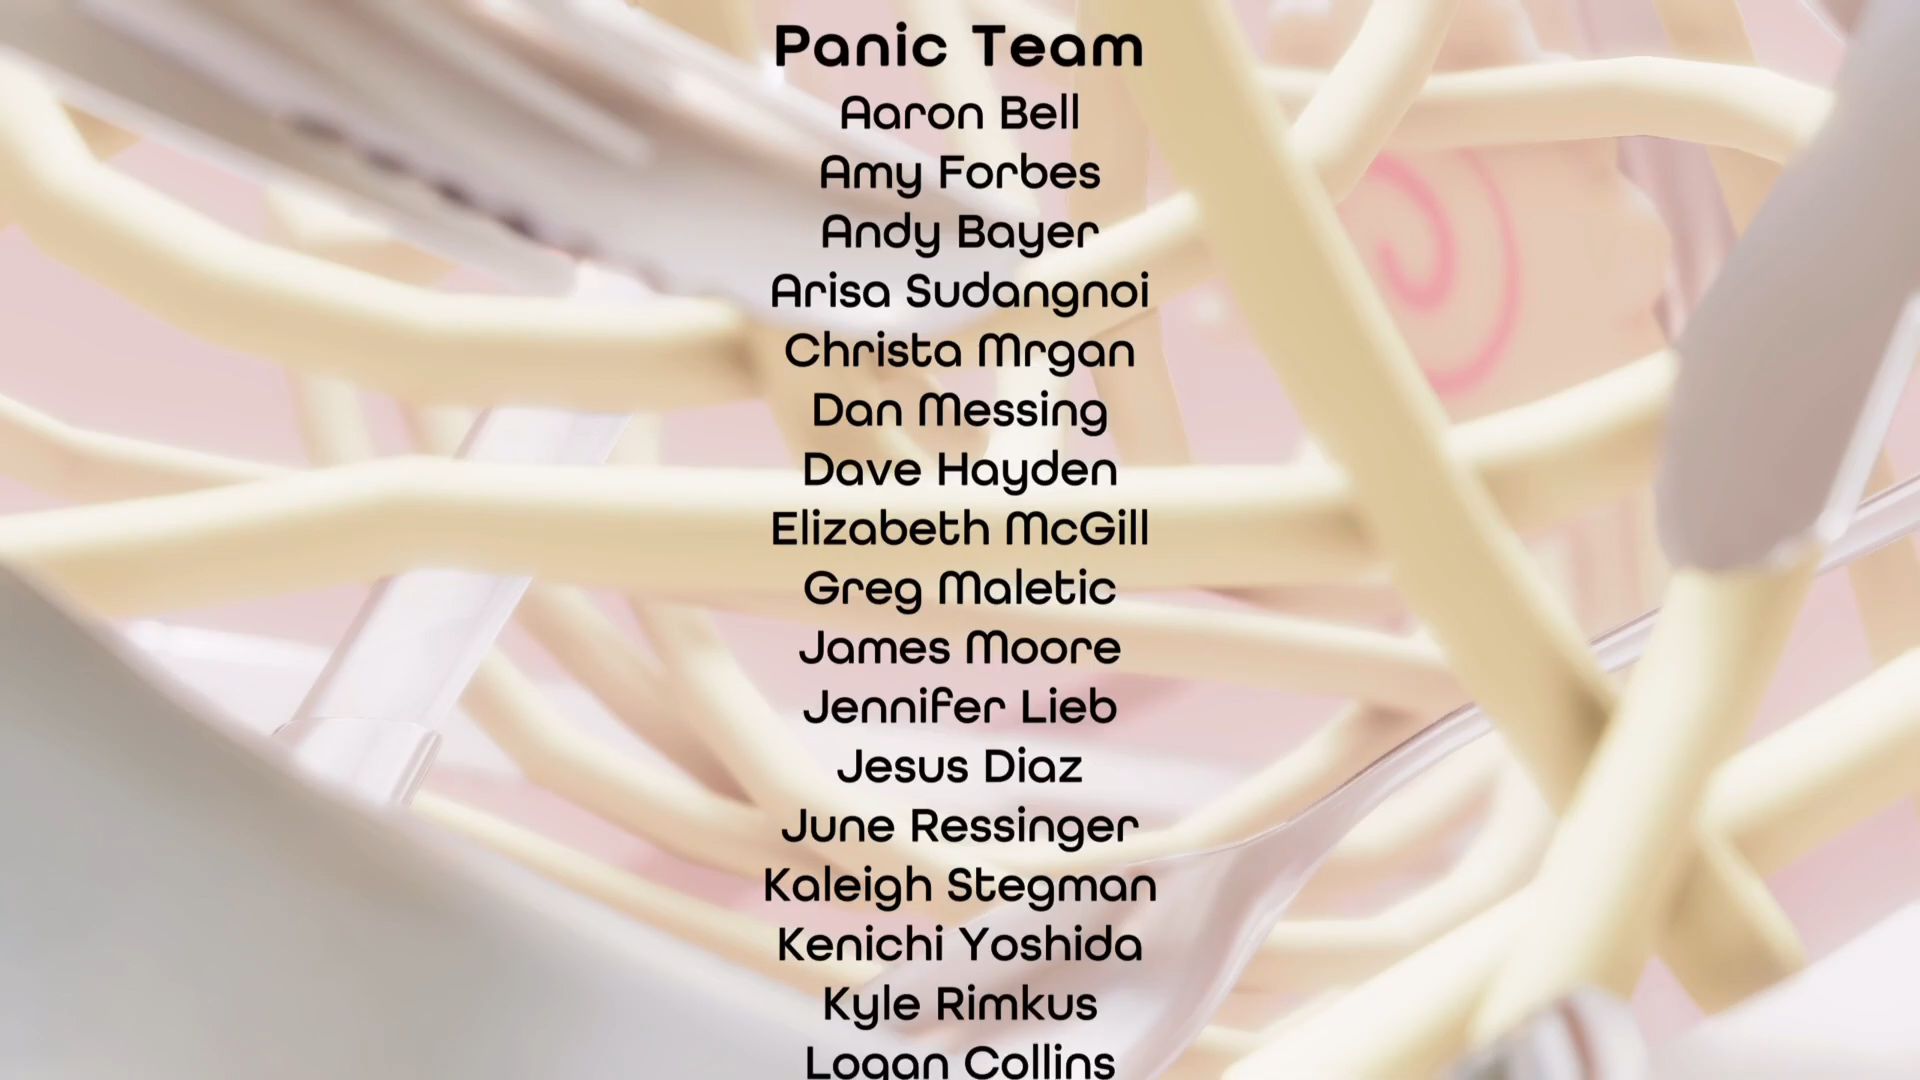 Panic Team
Aaron Bell
Amy Forbes
Andy Bayer
Arisa Sudangnoi
Christa Mrgan
Dan Messing
Dave Hayden
Elizabeth McGill
Greg Maletic
James Moore
Jennifer Lieb
Jesus Diaz
June Ressinger
Kaleigh Stegman
Kenichi Yoshida
Kyle Rimkus
Logan Collins